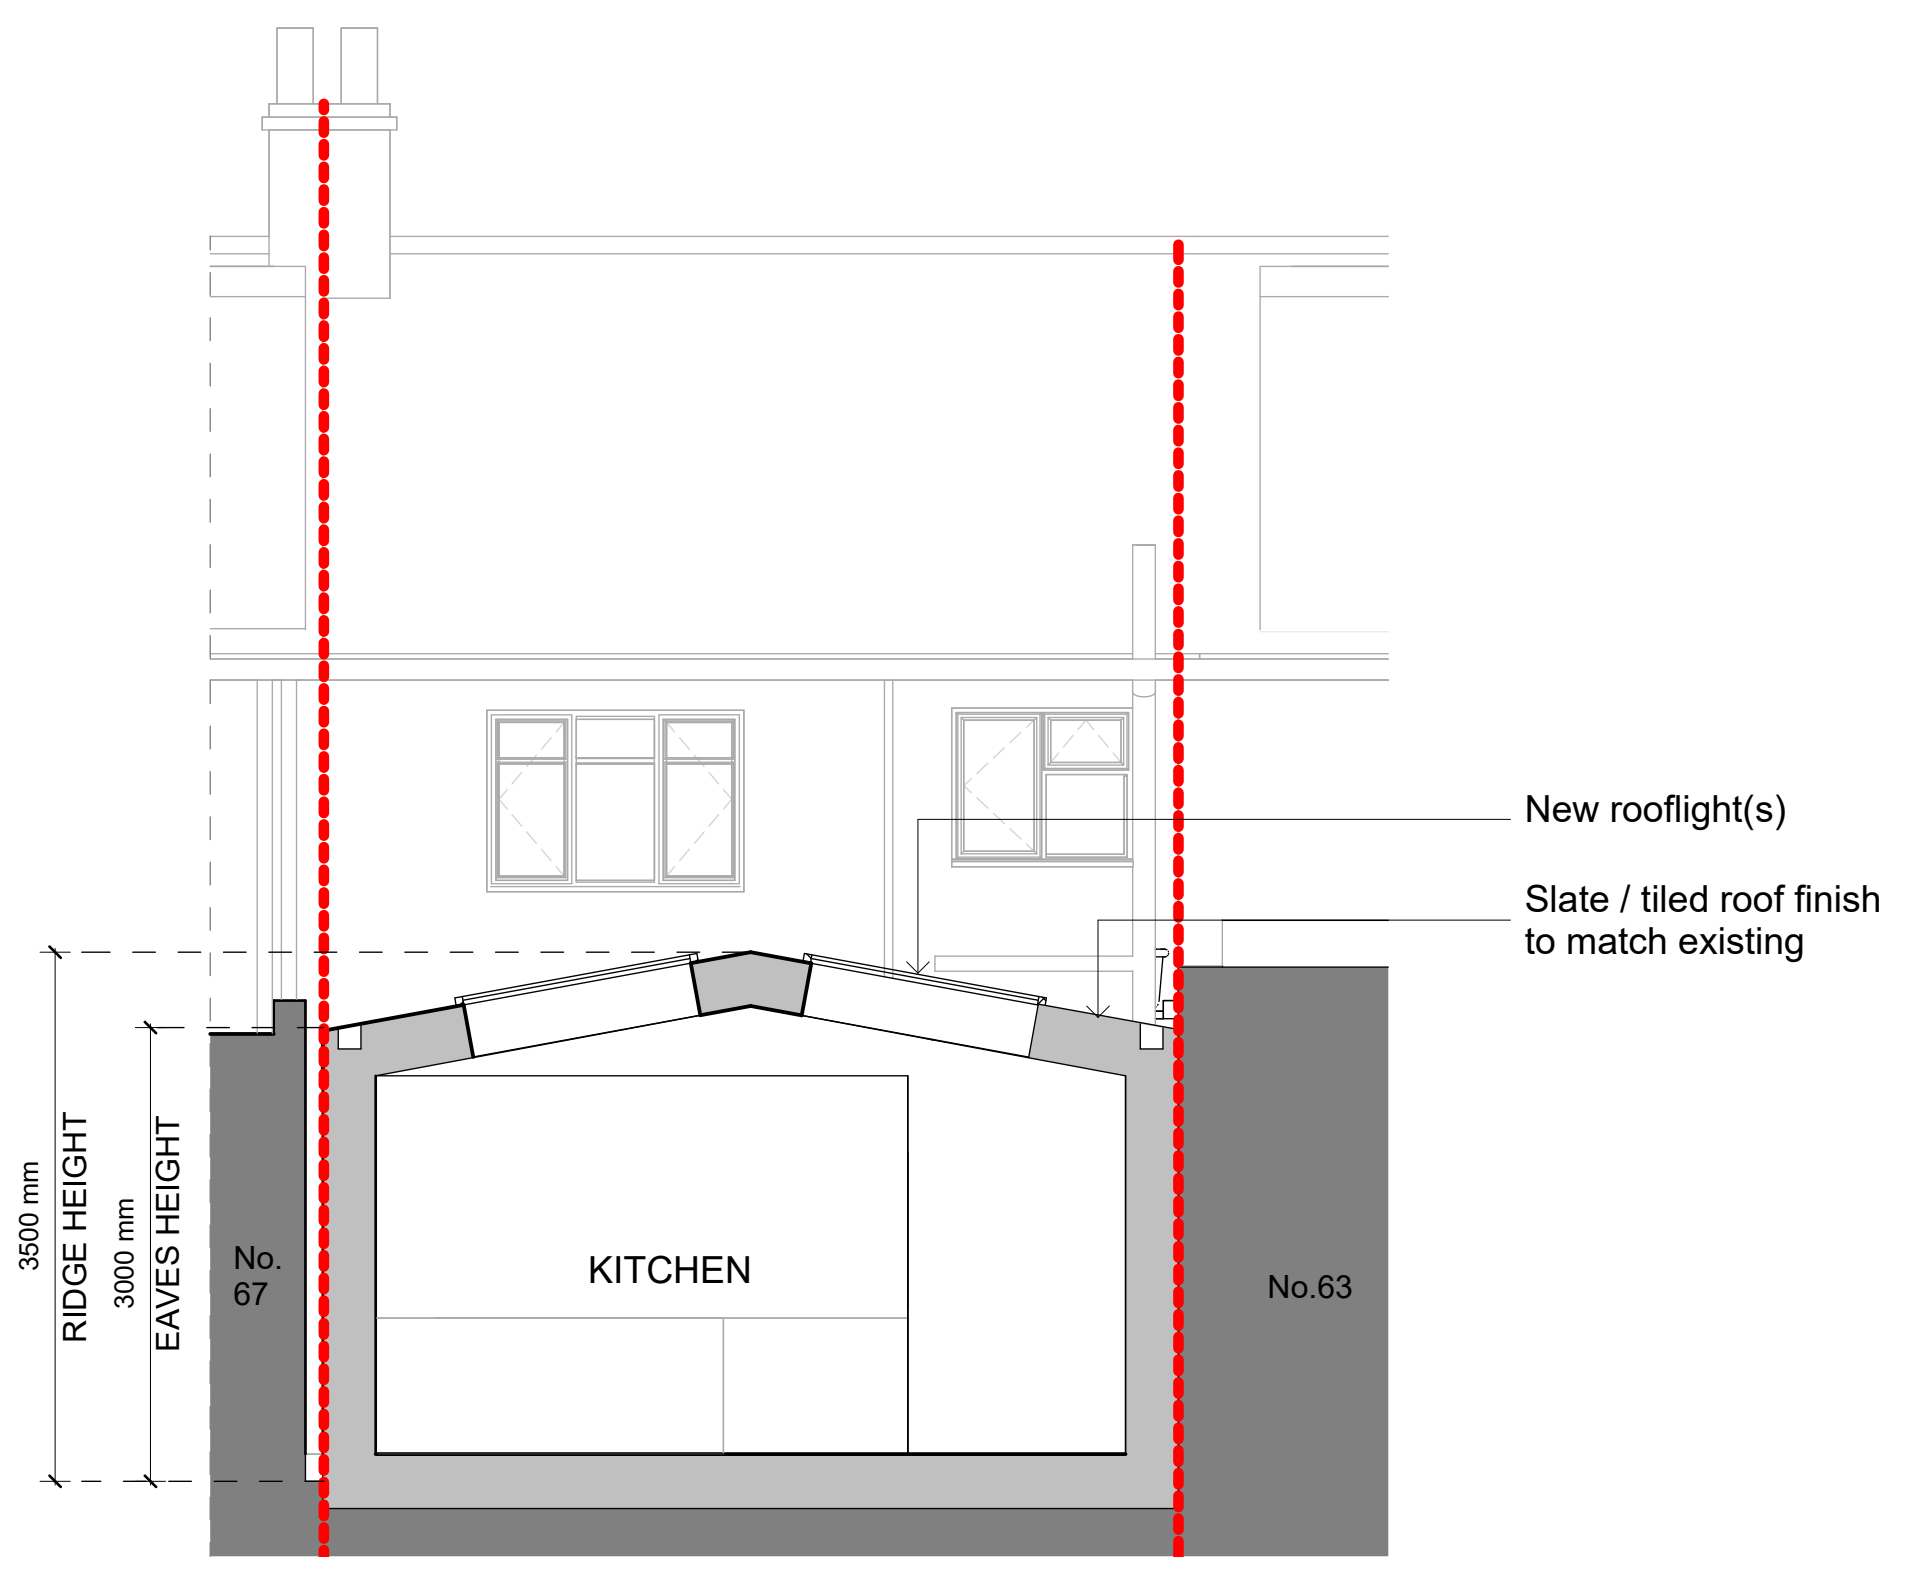 New rooflight(s)
Slate / tiled roof finish
to match existing
3500 mm
RIDGE HEIGHT
3000 mm
EAVES HEIGHT
No.
67
KITCHEN
No.63